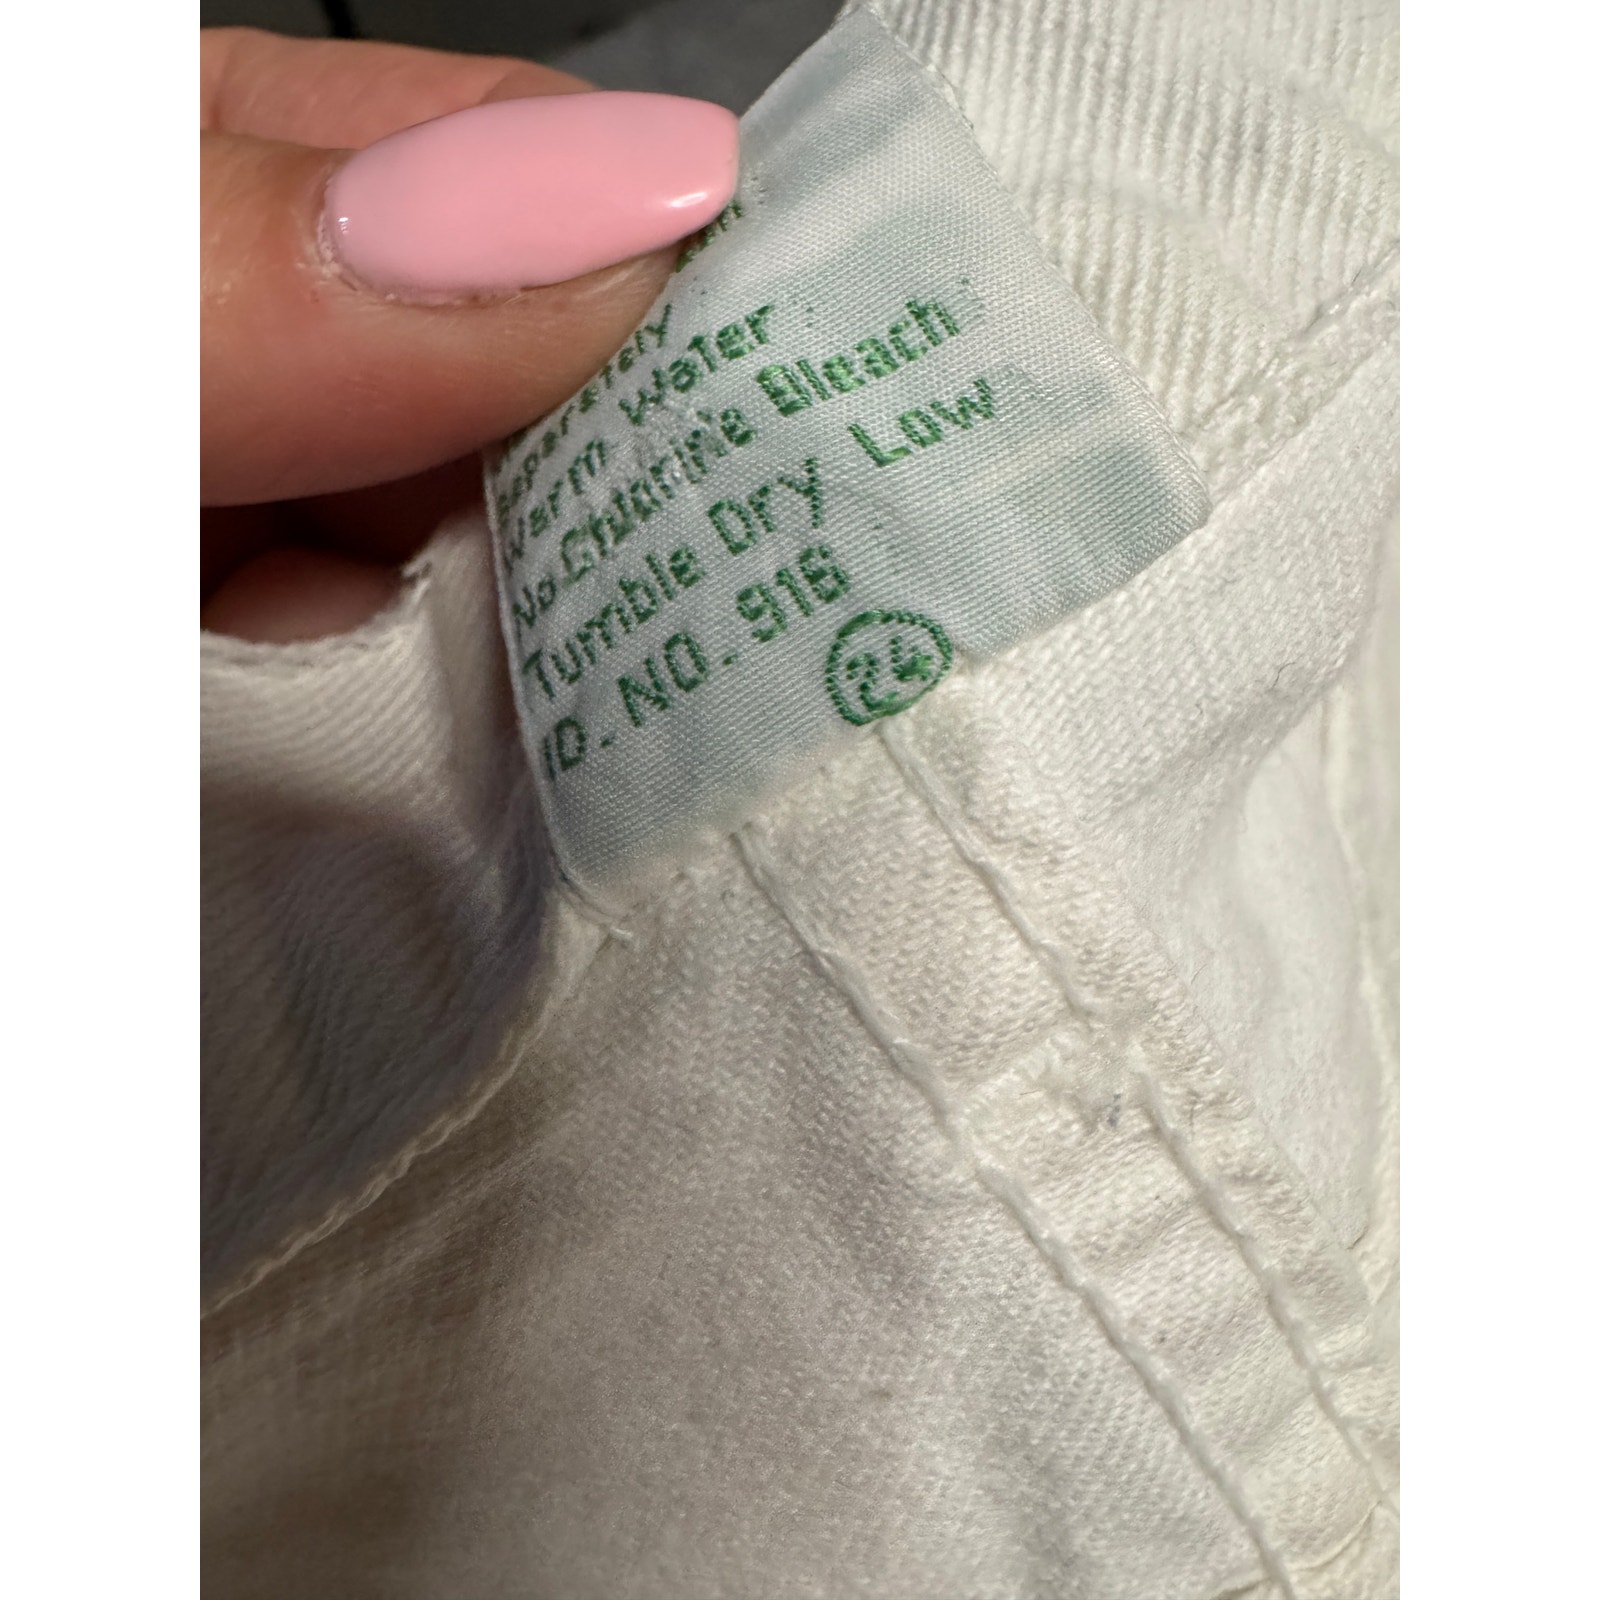 Separately
Warm Water
No Chlorine Bleach
Tumble Dry Low
ID. NO. 916
24